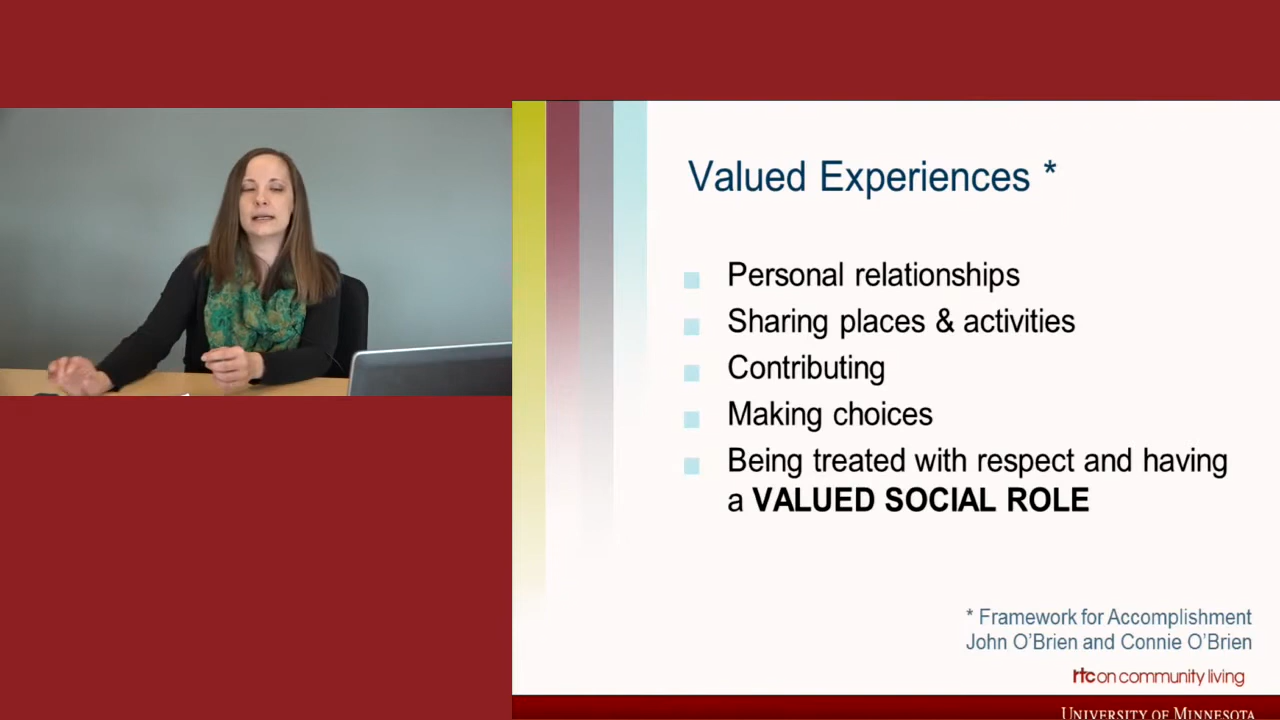 Valued Experiences *
Personal relationships
Sharing places & activities
Contributing
Making choices
Being treated with respect and having
a VALUED SOCIAL ROLE
* Framework for Accomplishment
John O'Brien and Connie O'Brien
rtc on community living
UNIVERSITY OF MINNESOTA